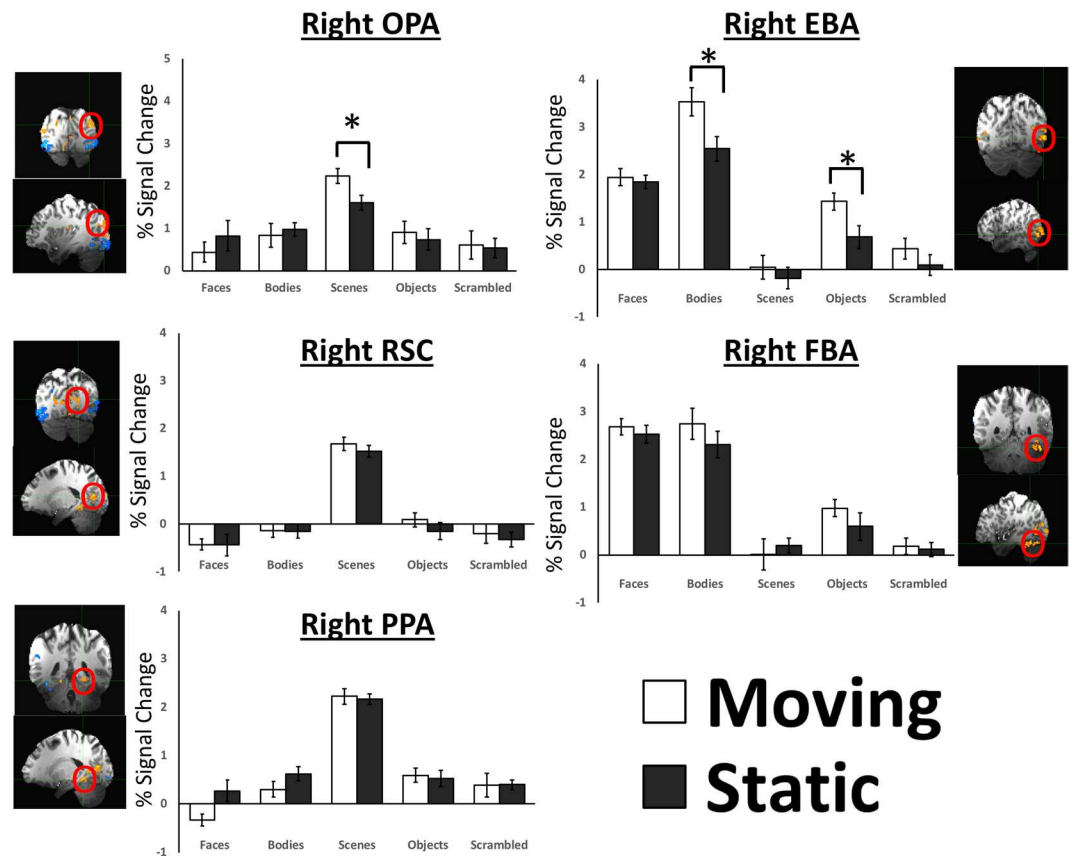 Right OPA
% Signal Change
5
4
3
2
1
0
*
Faces Bodies Scenes Objects Scrambled
Right EBA
% Signal Change
4
3
2
1
0
-1
*
*
Faces Bodies Scenes Objects Scrambled
Right RSC
% Signal Change
4
3
2
1
0
-1
Faces Bodies Scenes Objects Scrambled
Right FBA
% Signal Change
4
3
2
1
0
-1
Faces Bodies Scenes Objects Scrambled
Right PPA
% Signal Change
4
3
2
1
0
-1
Faces Bodies Scenes Objects Scrambled
Moving
Static